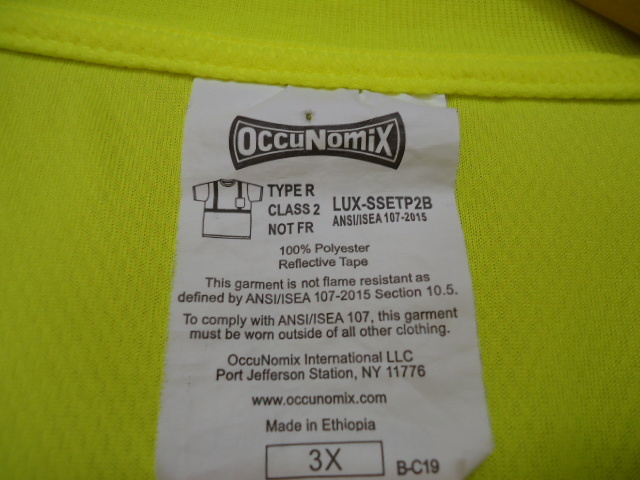 OccuNomiX
TYPE R
CLASS 2
NOT FR
LUX-SSETP2B
ANSI/ISEA 107-2015
100% Polyester
Reflective Tape
This garment is not flame resistant as
defined by ANSI/ISEA 107-2015 Section 10.5.
To comply with ANSI/ISEA 107, this garment
must be worn outside of all other clothing.
OccuNomix International LLC
Port Jefferson Station, NY 11776
www.occunomix.com
Made in Ethiopia
3X
B-C19